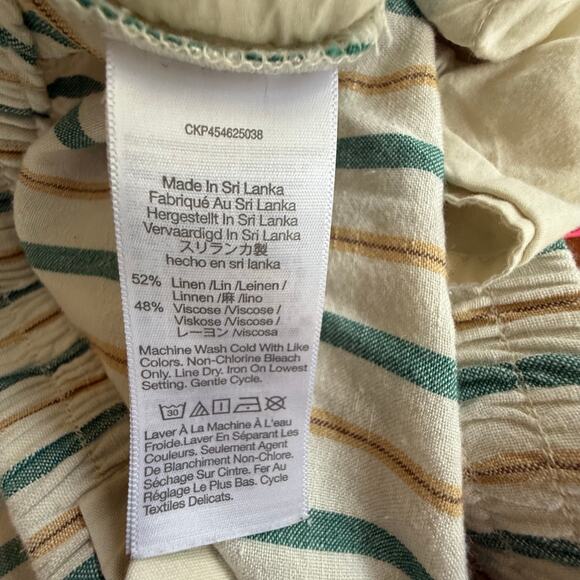 CKP454625038
Made In Sri Lanka
Fabriqué Au Sri Lanka
Hergestellt In Sri Lanka
Vervaardigd In Sri Lanka
スリランカ製
hecho en sri lanka
52% Linen /Lin /Leinen /
Linnen /麻 /lino
48% Viscose /Viscose /
Viskose /Viscose /
レーヨン /viscosa
Machine Wash Cold With Like
Colors. Non-Chlorine Bleach
Only. Line Dry. Iron On Lowest
Setting. Gentle Cycle.
30
Laver À La Machine À L'eau
Froide.Laver En Séparant Les
Couleurs. Seulement Agent
De Blanchiment Non-Chlore.
Séchage Sur Cintre. Fer Au
Réglage Le Plus Bas. Cycle
Textiles Delicats.